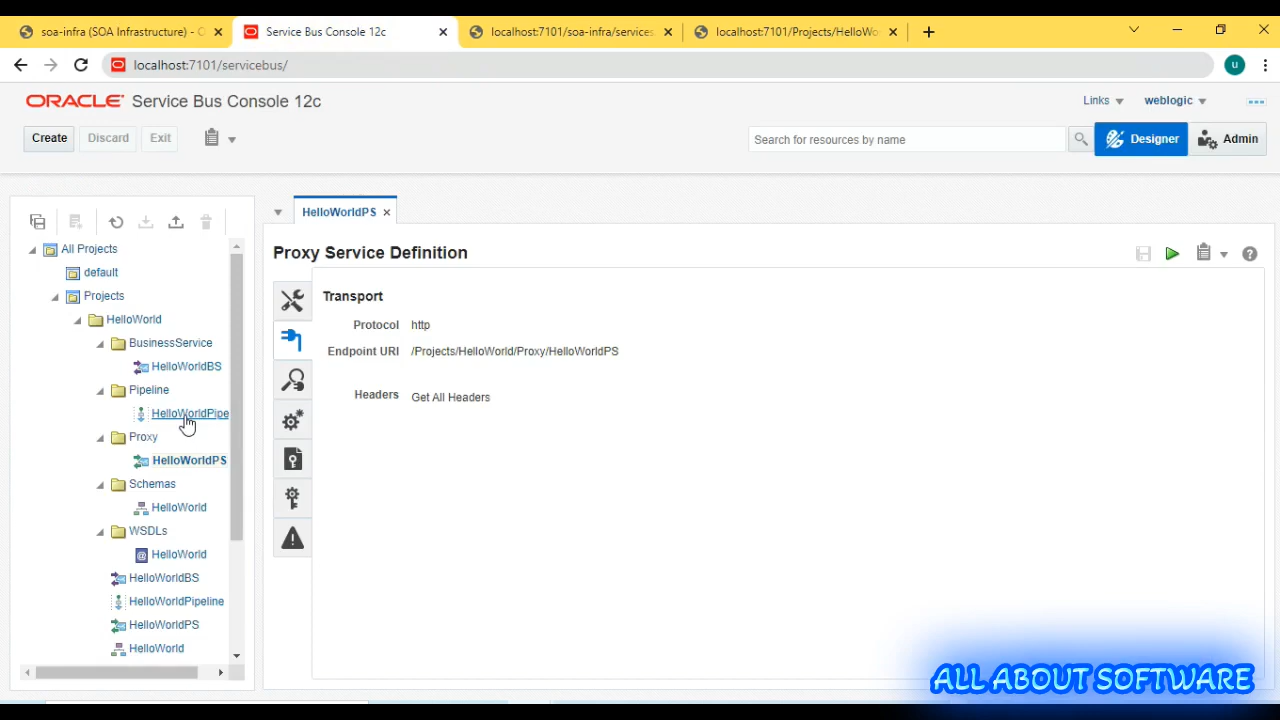 soa-infra (SOA Infrastructure) - O
Service Bus Console 12c
localhost:7101/soa-infra/services
localhost:7101/Projects/HelloWo
localhost:7101/servicebus/
u
ORACLE Service Bus Console 12c
Links
weblogic
Create
Discard
Exit
Search for resources by name
Designer
Admin
HelloWorldPS
All Projects
default
Projects
HelloWorld
BusinessService
HelloWorldBS
Pipeline
HelloWorldPipe
Proxy
HelloWorldPS
Schemas
HelloWorld
WSDLs
HelloWorld
HelloWorldBS
HelloWorldPipeline
HelloWorldPS
HelloWorld
Proxy Service Definition
Transport
Protocol http
Endpoint URI /Projects/HelloWorld/Proxy/HelloWorldPS
Headers Get All Headers
ALL ABOUT SOFTWARE